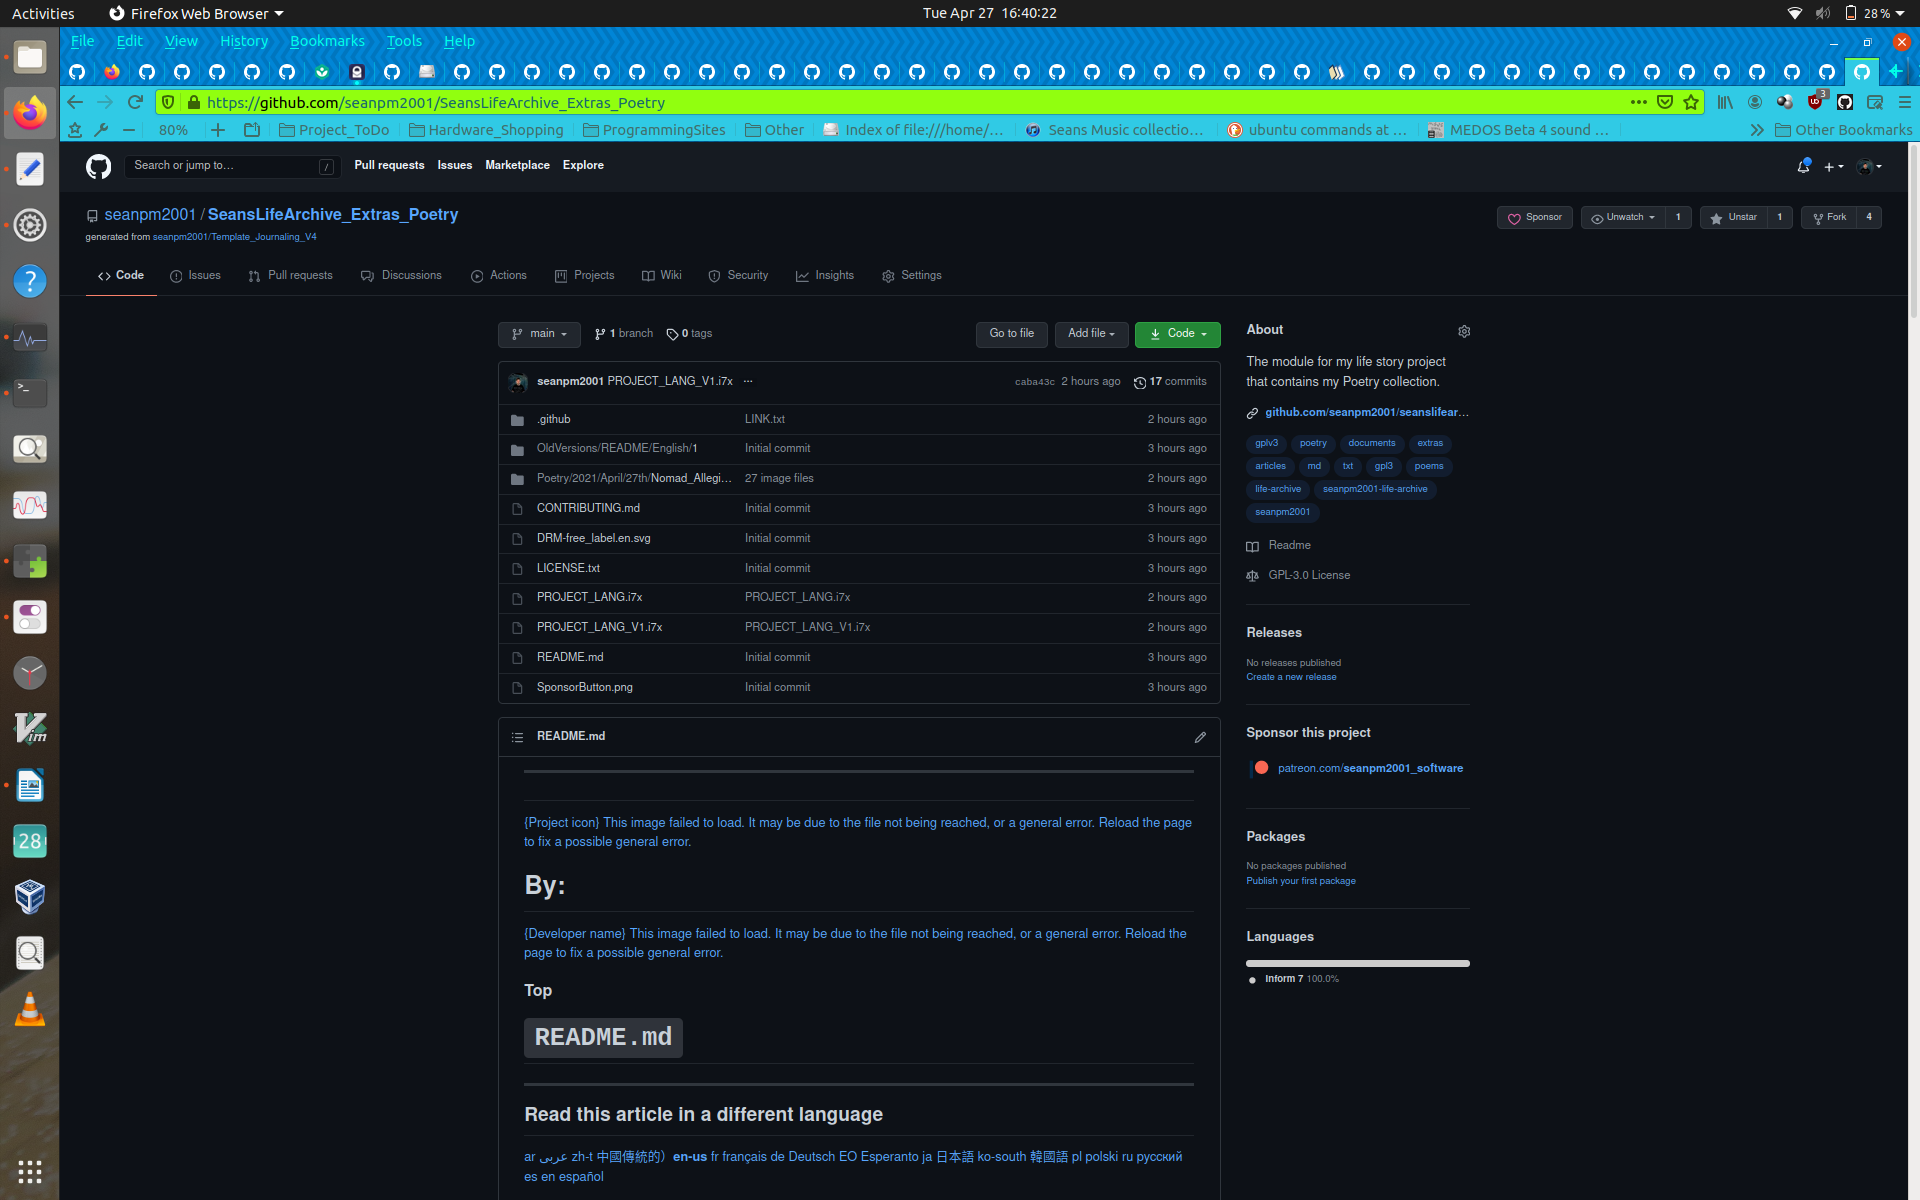 Activities
Firefox Web Browser
Tue Apr 27 16:40:22
28 %
File Edit View History Bookmarks Tools Help
https://github.com/seanpm2001/SeansLifeArchive_Extras_Poetry
3
80%
Project_ToDo
Hardware_Shopping
ProgrammingSites
Other
Index of file:///home/...
Seans Music collectio...
ubuntu commands at ...
MEDOS Beta 4 sound ...
Other Bookmarks
Search or jump to...
/
Pull requests Issues Marketplace Explore
seanpm2001 / SeansLifeArchive_Extras_Poetry
Sponsor
Unwatch 1
Unstar 1
Fork 4
generated from seanpm2001/Template_Journaling_V4
Code
Issues
Pull requests
Discussions
Actions
Projects
Wiki
Security
Insights
Settings
main
1 branch
0 tags
Go to file
Add file
Code
seanpm2001 PROJECT_LANG_V1.i7x ...
caba43c 2 hours ago
17 commits
.github LINK.txt 2 hours ago
OldVersions/README/English/1 Initial commit 3 hours ago
Poetry/2021/April/27th/Nomad_Allegi... 27 image files 2 hours ago
CONTRIBUTING.md Initial commit 3 hours ago
DRM-free_label.en.svg Initial commit 3 hours ago
LICENSE.txt Initial commit 3 hours ago
PROJECT_LANG.i7x PROJECT_LANG.i7x 2 hours ago
PROJECT_LANG_V1.i7x PROJECT_LANG_V1.i7x 2 hours ago
README.md Initial commit 3 hours ago
SponsorButton.png Initial commit 3 hours ago
README.md
{Project icon} This image failed to load. It may be due to the file not being reached, or a general error. Reload the page
to fix a possible general error.
By:
{Developer name} This image failed to load. It may be due to the file not being reached, or a general error. Reload the
page to fix a possible general error.
Top
README.md
Read this article in a different language
ar عربى zh-t 中國傳統的）en-us fr français de Deutsch EO Esperanto ja 日本語 ko-south 韓國語 pl polski ru русский
es en español
About
The module for my life story project
that contains my Poetry collection.
github.com/seanpm2001/seanslifear...
gplv3 poetry documents extras
articles md txt gpl3 poems
life-archive seanpm2001-life-archive
seanpm2001
Readme
GPL-3.0 License
Releases
No releases published
Create a new release
Sponsor this project
patreon.com/seanpm2001_software
Packages
No packages published
Publish your first package
Languages
Inform 7 100.0%
28